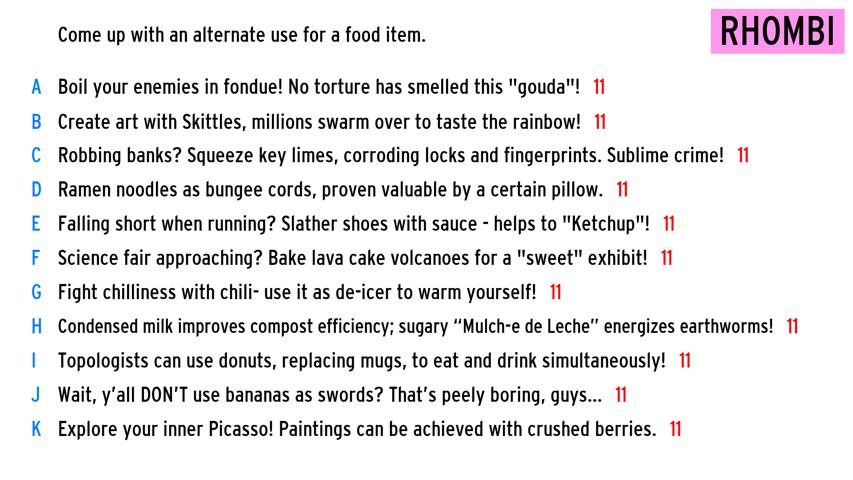 Come up with an alternate use for a food item.
RHOMBI
A Boil your enemies in fondue! No torture has smelled this "gouda"! 11
B Create art with Skittles, millions swarm over to taste the rainbow! 11
C Robbing banks? Squeeze key limes, corroding locks and fingerprints. Sublime crime! 11
D Ramen noodles as bungee cords, proven valuable by a certain pillow. 11
E Falling short when running? Slather shoes with sauce - helps to "Ketchup"! 11
F Science fair approaching? Bake lava cake volcanoes for a "sweet" exhibit! 11
G Fight chilliness with chili- use it as de-icer to warm yourself! 11
H Condensed milk improves compost efficiency; sugary “Mulch-e de Leche” energizes earthworms! 11
I Topologists can use donuts, replacing mugs, to eat and drink simultaneously! 11
J Wait, y’all DON’T use bananas as swords? That’s peely boring, guys... 11
K Explore your inner Picasso! Paintings can be achieved with crushed berries. 11